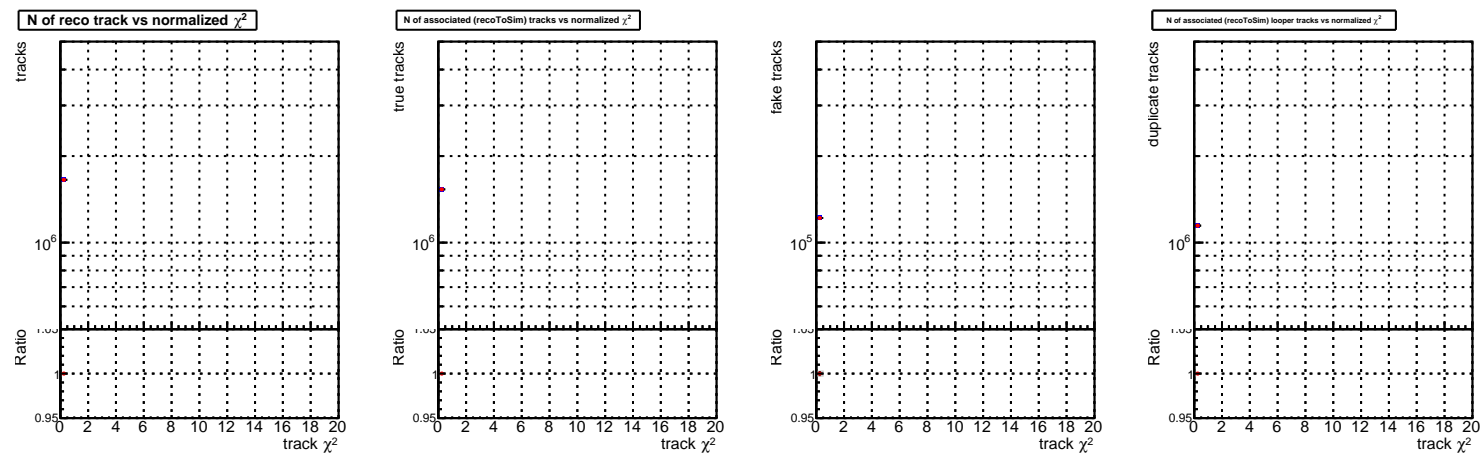 N of reco track vs normalized χ²
tracks
10⁶
Ratio
1
0.95
0 2 4 6 8 10 12 14 16 18 20
track χ²
N of associated (recoToSim) tracks vs normalized χ²
true tracks
10⁶
Ratio
1
0.95
0 2 4 6 8 10 12 14 16 18 20
track χ²
fake tracks
10⁵
Ratio
1
0.95
0 2 4 6 8 10 12 14 16 18 20
track χ²
N of associated (recoToSim) looper tracks vs normalized χ²
duplicate tracks
10⁶
Ratio
1
0.95
0 2 4 6 8 10 12 14 16 18 20
track χ²